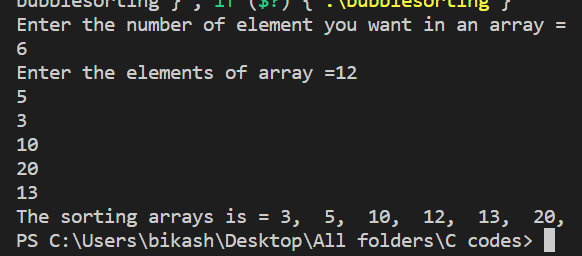 bubblesorting } ; if ($?) { .\bubblesorting }
Enter the number of element you want in an array =
6
Enter the elements of array =12
5
3
10
20
13
The sorting arrays is = 3,  5,  10,  12,  13,  20,
PS C:\Users\bikash\Desktop\All folders\C codes>